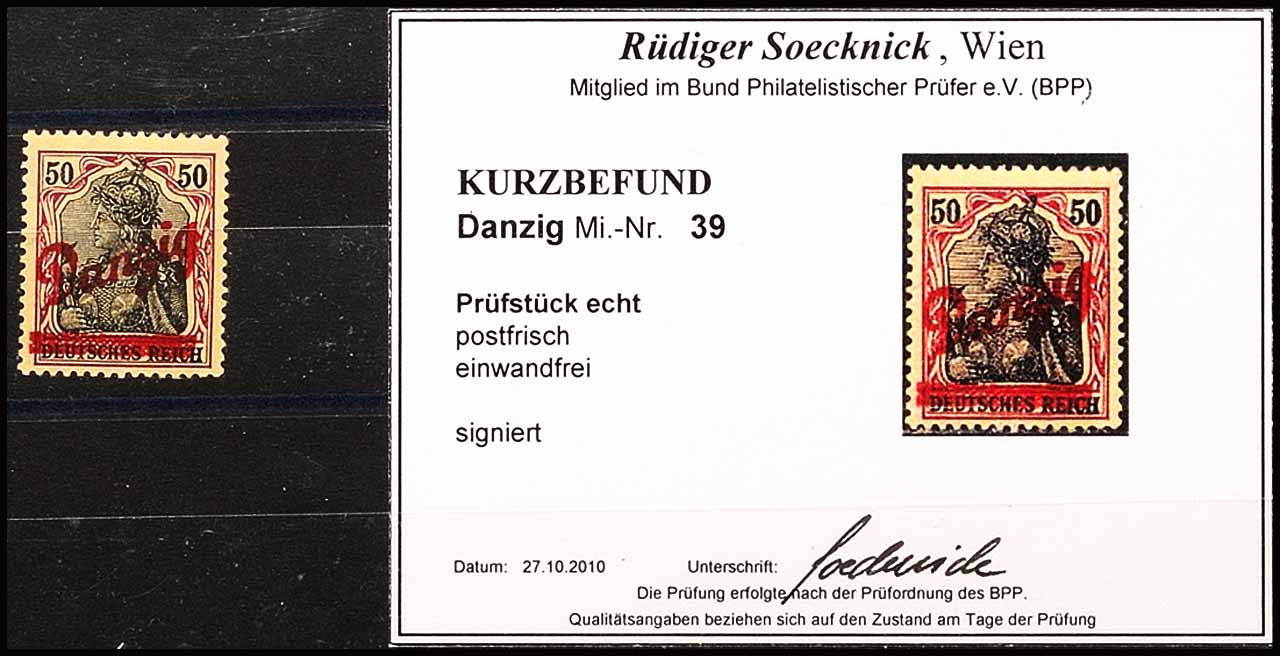 50 50
Danzig
DEUTSCHES REICH
Rüdiger Soecknick, Wien
Mitglied im Bund Philatelistischer Prüfer e.V. (BPP)
KURZBEFUND
Danzig Mi.-Nr. 39
Prüfstück echt
postfrisch
einwandfrei
signiert
50 50
Danzig
DEUTSCHES REICH
Datum: 27.10.2010 Unterschrift: Soecknick
Die Prüfung erfolgte nach der Prüfordnung des BPP.
Qualitätsangaben beziehen sich auf den Zustand am Tage der Prüfung